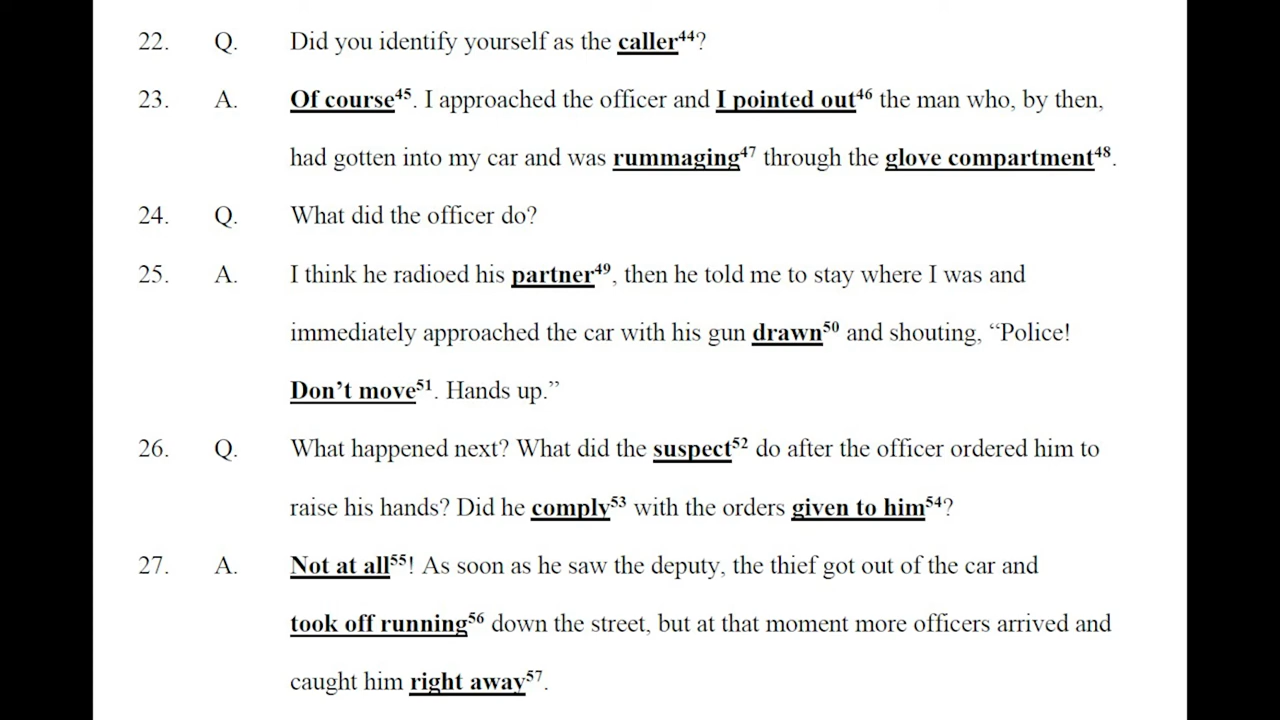 22. Q. Did you identify yourself as the caller44?
23. A. Of course45. I approached the officer and I pointed out46 the man who, by then,
had gotten into my car and was rummaging47 through the glove compartment48.
24. Q. What did the officer do?
25. A. I think he radioed his partner49, then he told me to stay where I was and
immediately approached the car with his gun drawn50 and shouting, “Police!
Don’t move51. Hands up.”
26. Q. What happened next? What did the suspect52 do after the officer ordered him to
raise his hands? Did he comply53 with the orders given to him54?
27. A. Not at all55! As soon as he saw the deputy, the thief got out of the car and
took off running56 down the street, but at that moment more officers arrived and
caught him right away57.